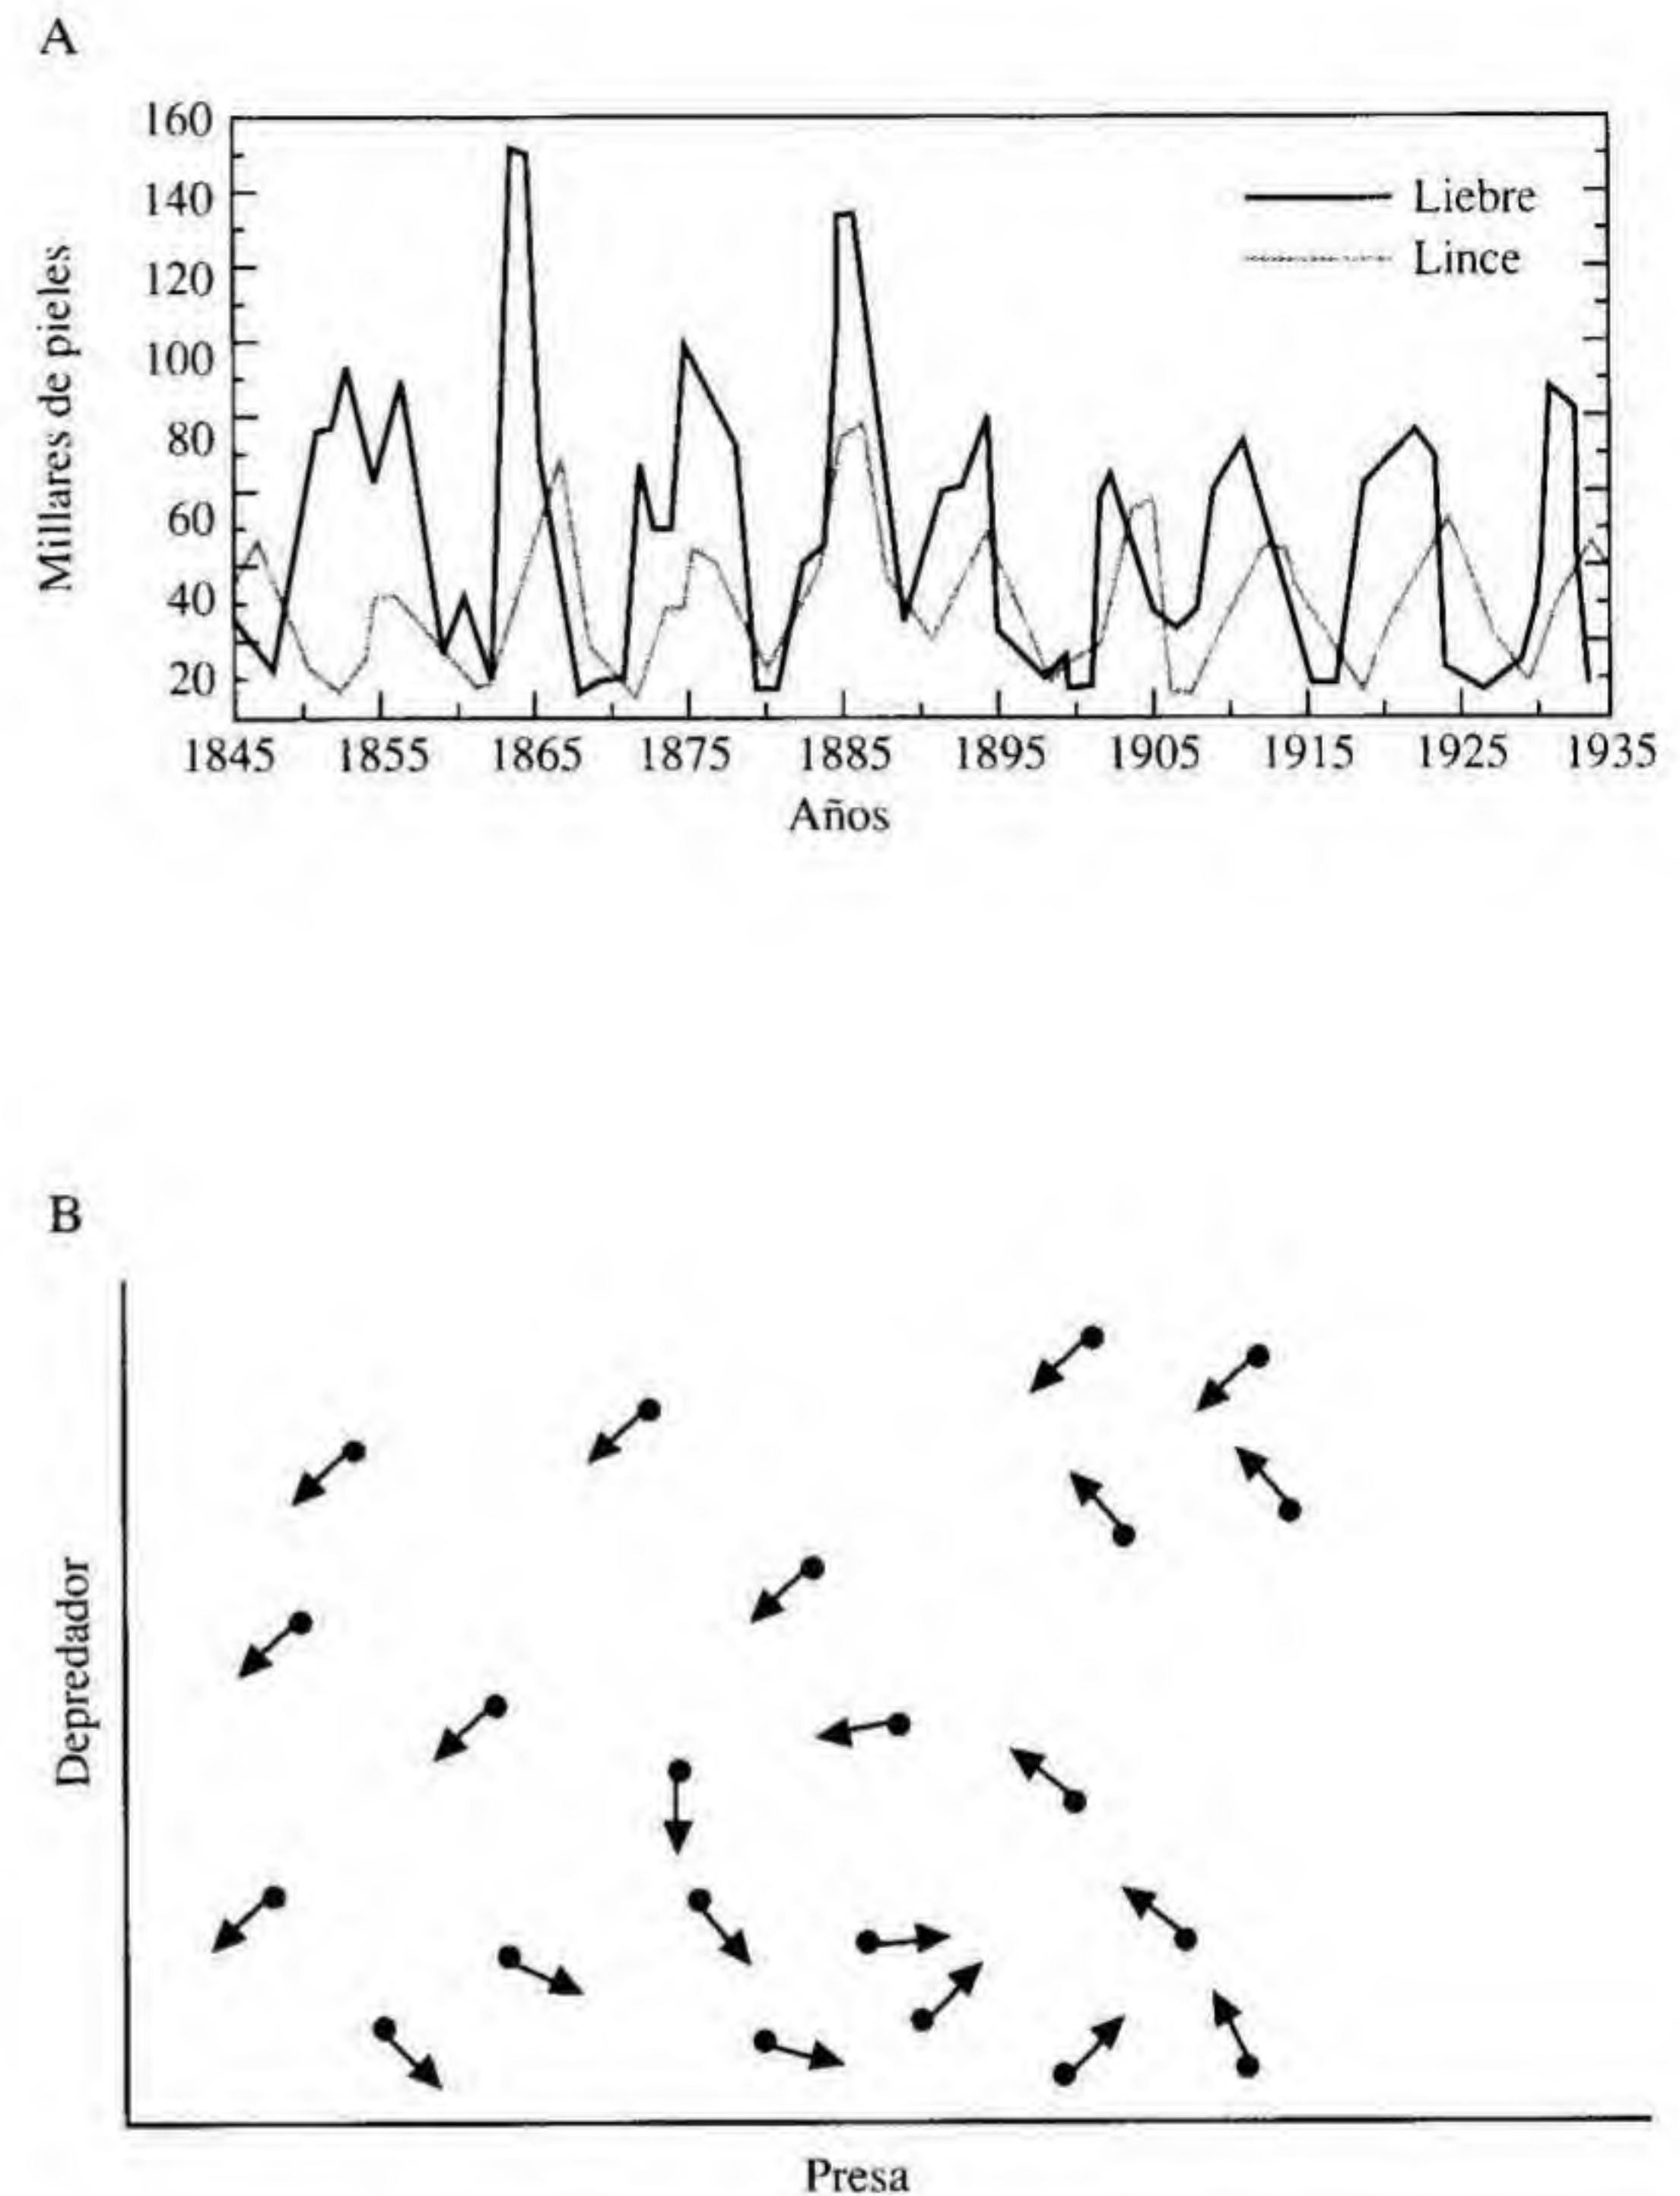 A
Millares de pieles
160
140
120
100
80
60
40
20
Liebre
Lince
1845 1855 1865 1875 1885 1895 1905 1915 1925 1935
Años
B
Depredador
Presa